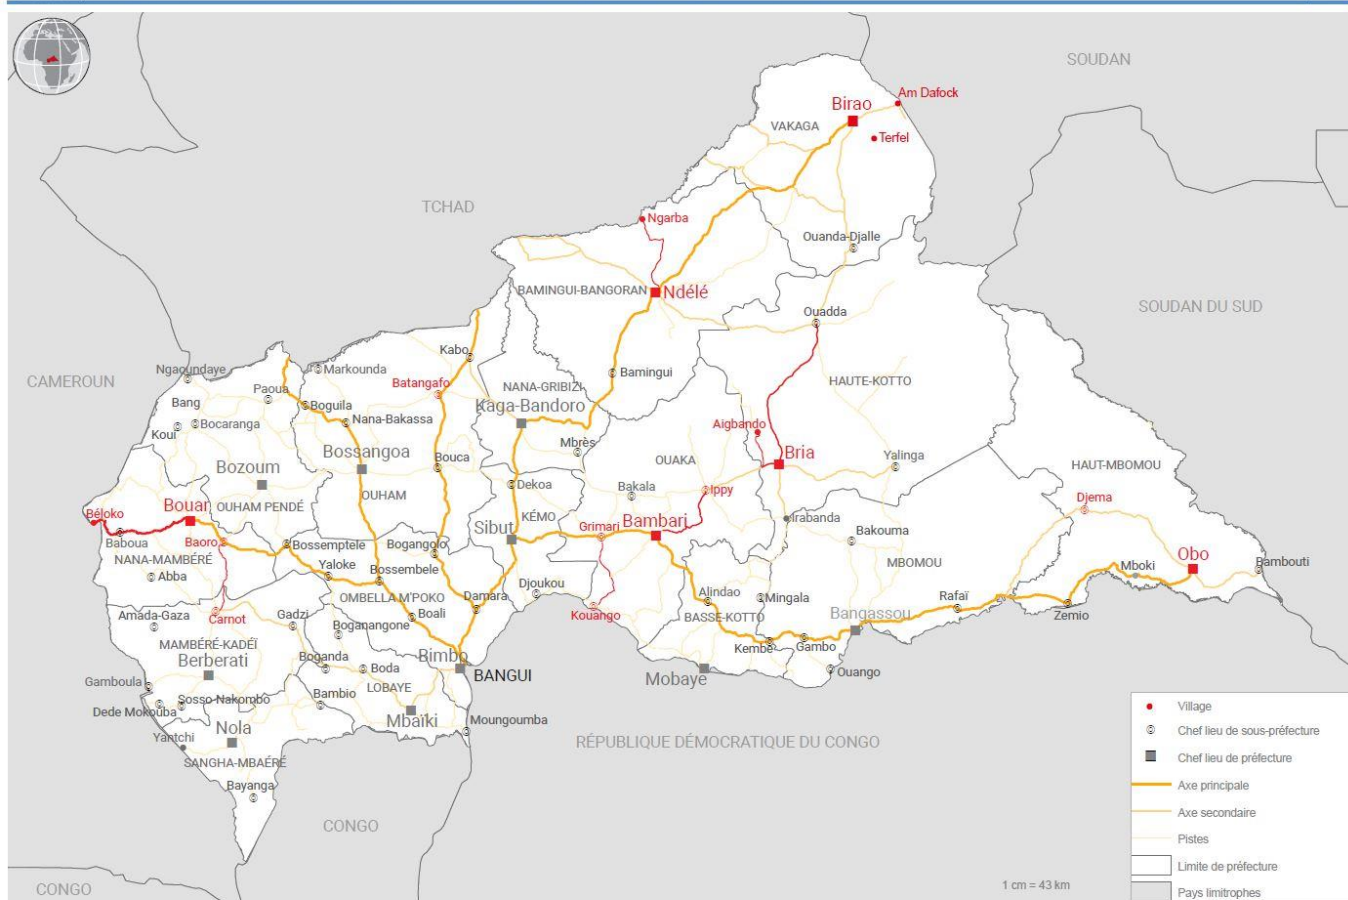 SOUDAN
Am Dafock
Birao
VAKAGA
Terfel
TCHAD
Ngarba
Ouanda-Djalle
BAMINGUI-BANGORAN
Ndélé
SOUDAN DU SUD
Ouadda
Kabo
Ngaoundaye
Markounda
CAMEROUN
Paoua
Batangafo
NANA-GRIBIZI
Bamingui
HAUTE-KOTTO
Bang
Boguila
Kaga-Bandoro
Koui
Bocaranga
Nana-Bakassa
Aigbando
Mbrès
Bossangoa
Bria
Bozoum
Bouca
OUAKA
Yalinga
HAUT-MBOMOU
Dekoa
Bakala
Ippy
OUHAM
Djema
Bouar
OUHAM PENDÉ
KÉMO
Béloko
Irabanda
Sibut
Grimari
Bambari
Bakouma
Baboua
Baoro
Bossemptele
Bogangolo
Obo
NANA-MAMBÉRÉ
Yaloke
Bossembele
MBOMOU
Mboki
Bambouti
Abba
Djoukou
Alindao
Mingala
OMBELLA M'POKO
Damara
Rafaï
Amada-Gaza
Carnot
Gadzi
Boali
Kouango
BASSE-KOTTO
Bangassou
Zemio
Boganangone
MAMBÉRÉ-KADÉÏ
Kembé
Gambo
Berberati
Boganda
Boda
Bimbo
BANGUI
Mobaye
Ouango
Gamboula
LOBAYE
Sosso-Nakombo
Bambio
Dede Mokouba
Mbaïki
Moungoumba
Nola
Yantchi
RÉPUBLIQUE DÉMOCRATIQUE DU CONGO
SANGHA-MBAÉRÉ
Bayanga
CONGO
CONGO
1 cm = 43 km
Village
Chef lieu de sous-préfecture
Chef lieu de préfecture
Axe principale
Axe secondaire
Pistes
Limite de préfecture
Pays limitrophes